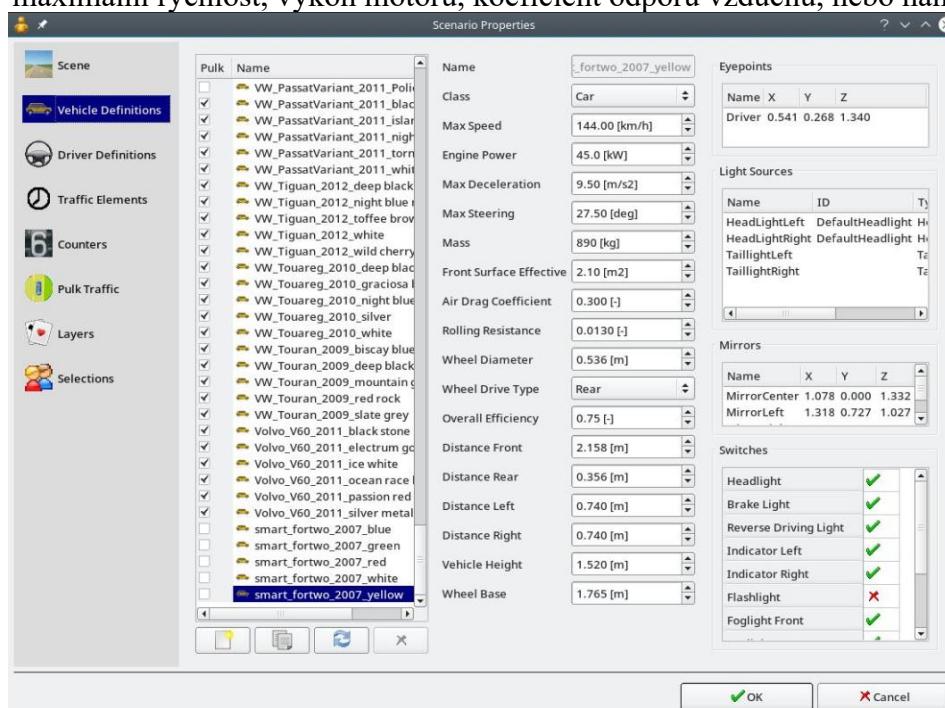 maximální rychlost, výkon motoru, koeficient odporu vzduchu, nebo
Scenario Properties
Scene
Vehicle Definitions
Driver Definitions
Traffic Elements
Counters
Pulk Traffic
Layers
Selections
Pulk Name
VW_PassatVariant_2011_Poli
VW_PassatVariant_2011_blac
VW_PassatVariant_2011_islan
VW_PassatVariant_2011_nigh
VW_PassatVariant_2011_torn
VW_PassatVariant_2011_whit
VW_Tiguan_2012_deep black
VW_Tiguan_2012_night blue
VW_Tiguan_2012_toffee brow
VW_Tiguan_2012_white
VW_Tiguan_2012_wild cherry
VW_Touareg_2010_deep blac
VW_Touareg_2010_graciosa
VW_Touareg_2010_night blue
VW_Touareg_2010_silver
VW_Touareg_2010_white
VW_Touran_2009_biscay blue
VW_Touran_2009_deep black
VW_Touran_2009_mountain g
VW_Touran_2009_red rock
VW_Touran_2009_slate grey
Volvo_V60_2011_black stone
Volvo_V60_2011_electrum go
Volvo_V60_2011_ice white
Volvo_V60_2011_ocean race
Volvo_V60_2011_passion red
Volvo_V60_2011_silver metal
smart_fortwo_2007_blue
smart_fortwo_2007_green
smart_fortwo_2007_red
smart_fortwo_2007_white
smart_fortwo_2007_yellow
Name _fortwo_2007_yellow
Class Car
Max Speed 144.00 [km/h]
Engine Power 45.0 [kW]
Max Deceleration 9.50 [m/s2]
Max Steering 27.50 [deg]
Mass 890 [kg]
Front Surface Effective 2.10 [m2]
Air Drag Coefficient 0.300 [-]
Rolling Resistance 0.0130 [-]
Wheel Diameter 0.536 [m]
Wheel Drive Type Rear
Overall Efficiency 0.75 [-]
Distance Front 2.158 [m]
Distance Rear 0.356 [m]
Distance Left 0.740 [m]
Distance Right 0.740 [m]
Vehicle Height 1.520 [m]
Wheel Base 1.765 [m]
Eyepoints
Name X Y Z
Driver 0.541 0.268 1.340
Light Sources
Name ID Ty
HeadLightLeft DefaultHeadlight
HeadLightRight DefaultHeadlight
TaillightLeft Ta
TaillightRight Ta
Mirrors
Name X Y Z
MirrorCenter 1.078 0.000 1.332
MirrorLeft 1.318 0.727 1.027
Switches
Headlight
Brake Light
Reverse Driving Light
Indicator Left
Indicator Right
Flashlight
Foglight Front
OK
Cancel